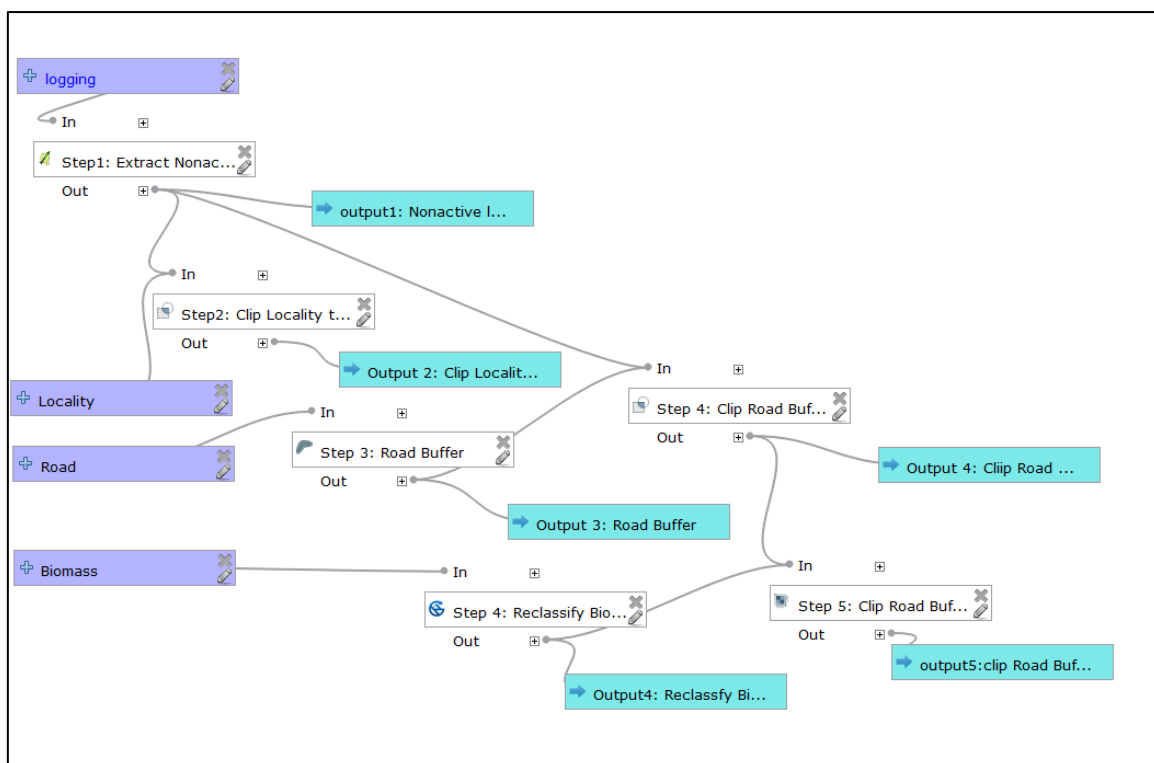 logging
In
Step1: Extract Nonac...
Out
output1: Nonactive l...
In
Step2: Clip Locality t...
Out
Output 2: Clip Localit...
Locality
In
Step 4: Clip Road Buf...
Out
Output 4: Cliip Road ...
In
Step 3: Road Buffer
Out
Road
Output 3: Road Buffer
Biomass
In
Step 4: Reclassify Bio...
Out
Output4: Reclassfy Bi...
In
Step 5: Clip Road Buf...
Out
output5:clip Road Buf...